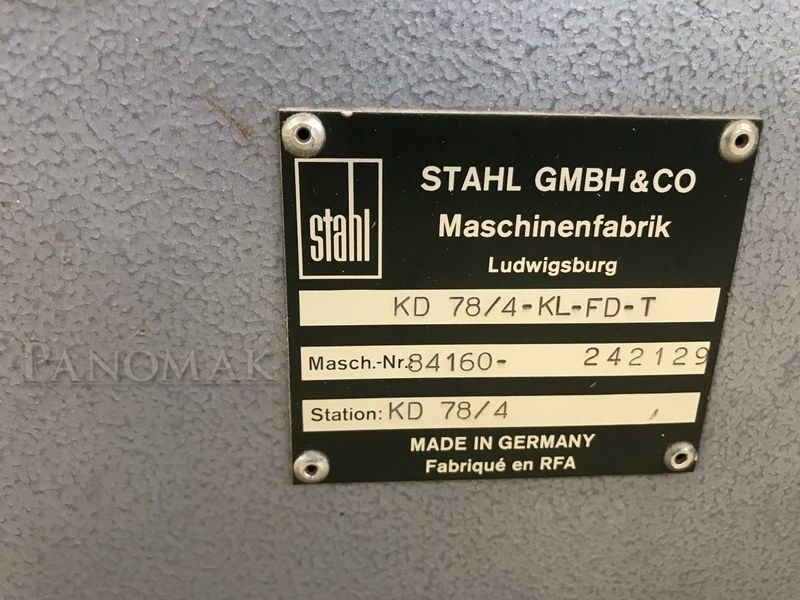 stahl
STAHL GMBH & CO
Maschinenfabrik
Ludwigsburg
KD 78/4-KL-FD-T
Masch.-Nr. 84160- 242129
Station: KD 78/4
MADE IN GERMANY
Fabriqué en RFA
PANOMAK